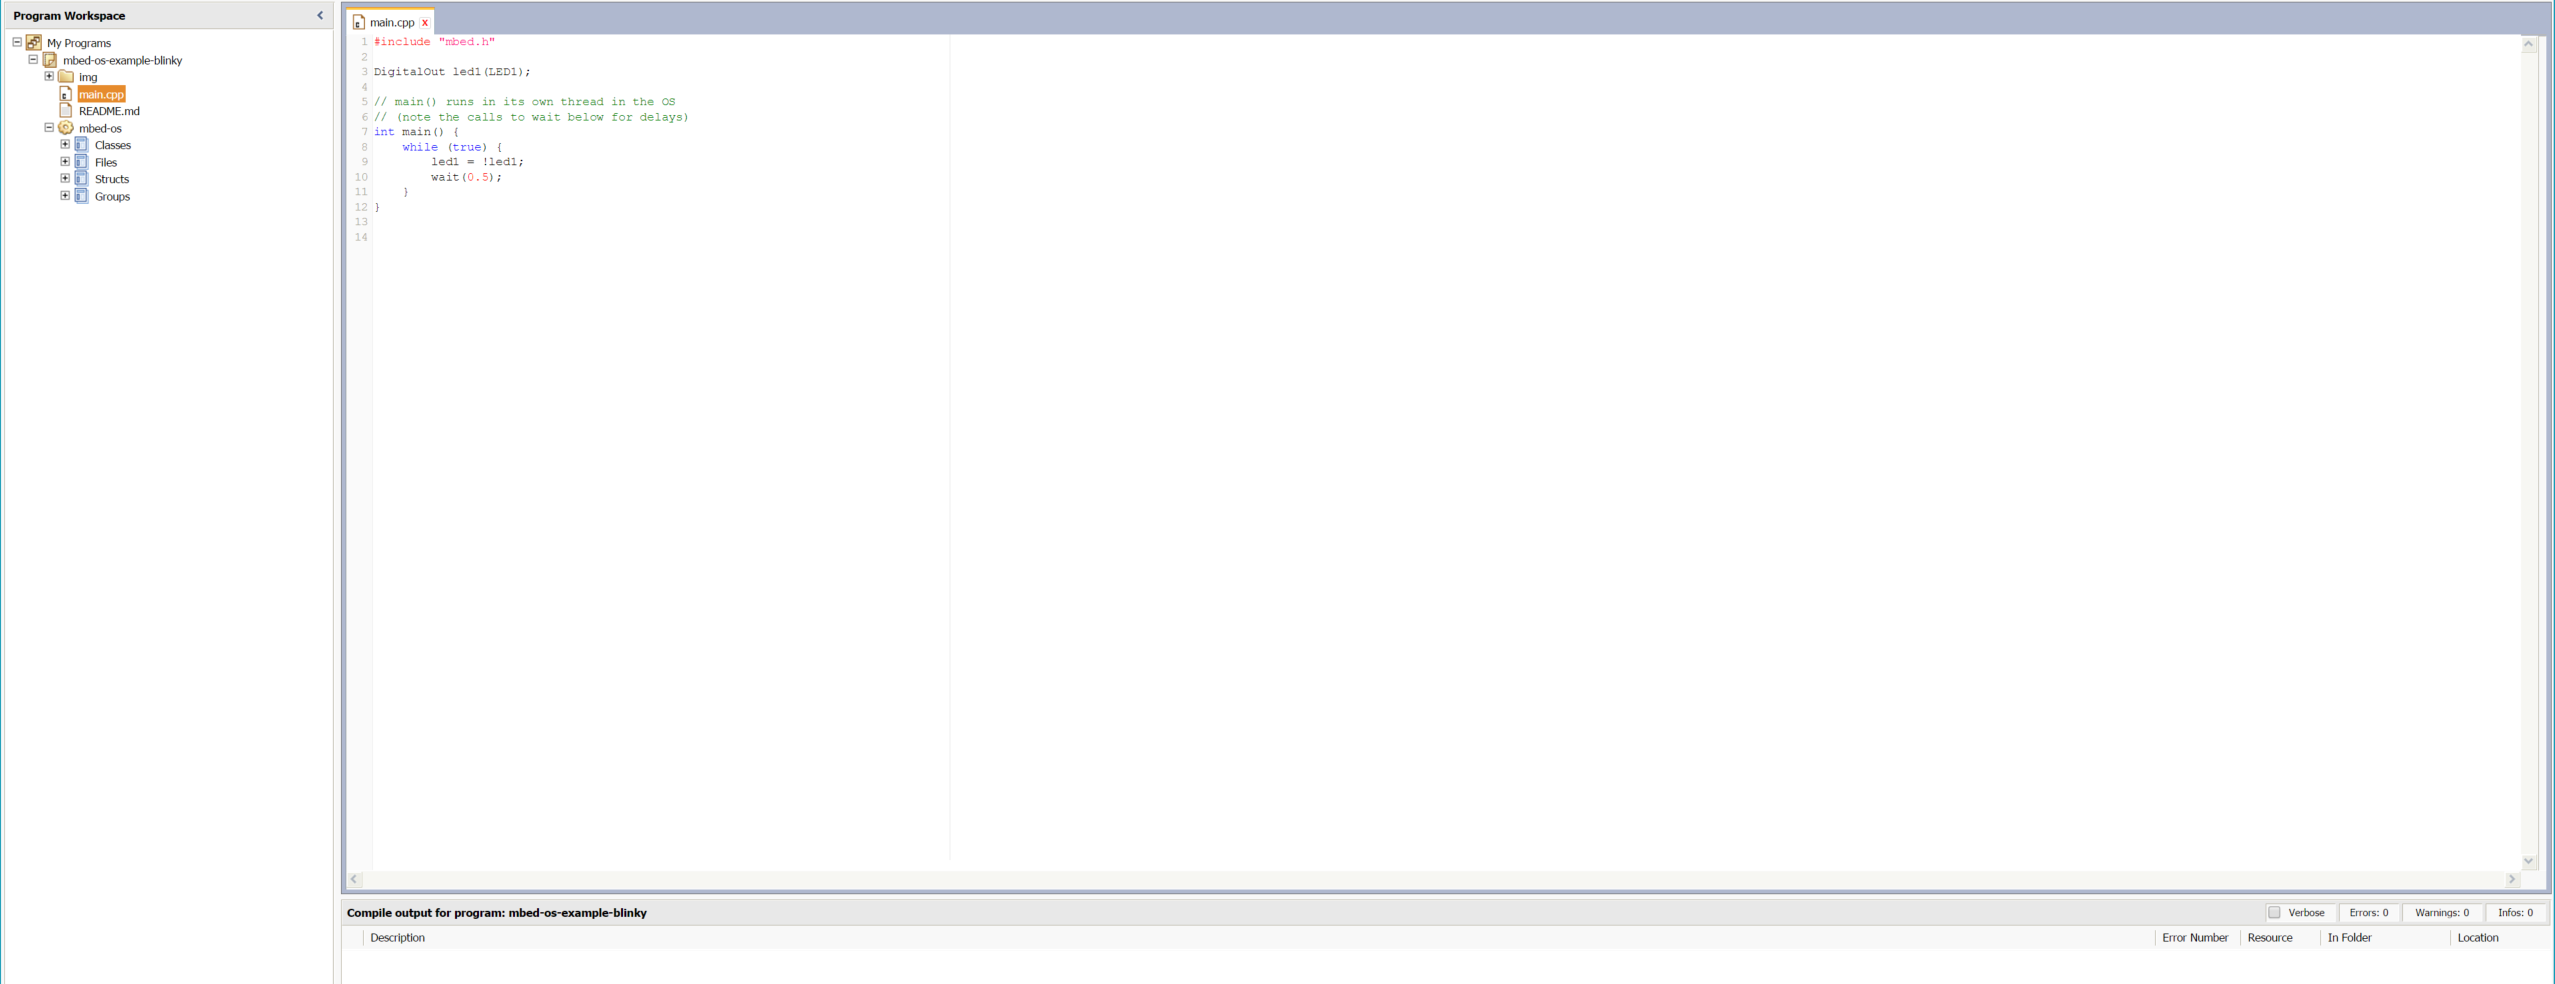 Program Workspace
My Programs
mbed-os-example-blinky
img
main.cpp
README.md
mbed-os
Classes
Files
Structs
Groups
main.cpp x
1 #include "mbed.h"
2
3 DigitalOut led1(LED1);
4
5 // main() runs in its own thread in the OS
6 // (note the calls to wait below for delays)
7 int main() {
8     while (true) {
9         led1 = !led1;
10         wait(0.5);
11     }
12 }
13
14
Compile output for program: mbed-os-example-blinky
Verbose Errors: 0 Warnings: 0 Infos: 0
Description Error Number Resource In Folder Location